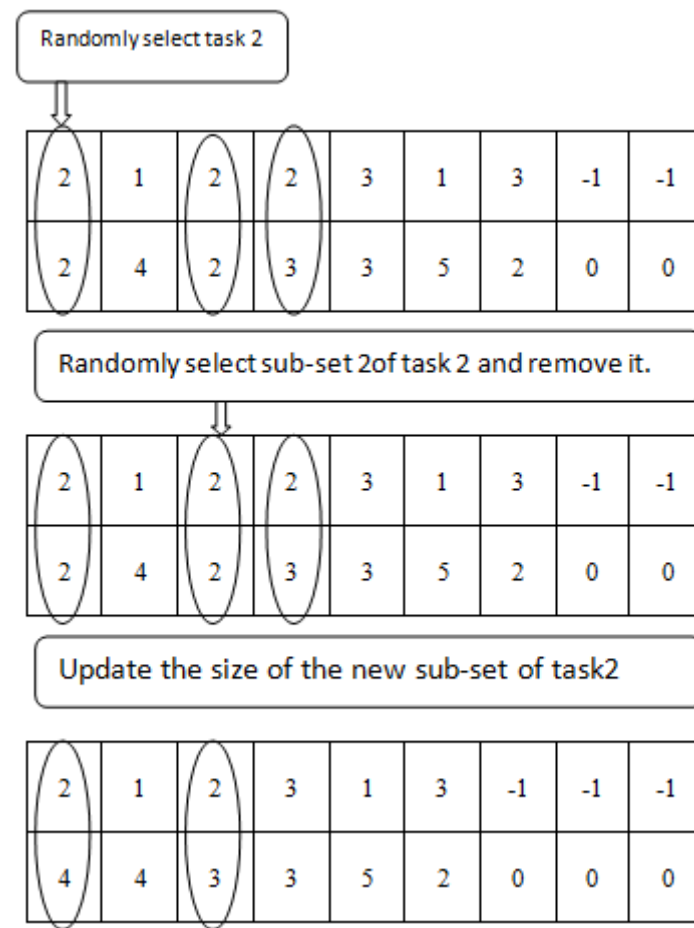 Randomly select task 2
2 1 2 2 3 1 3 -1 -1
2 4 2 3 3 5 2 0 0
Randomly select sub-set 2of task 2 and remove it.
2 1 2 2 3 1 3 -1 -1
2 4 2 3 3 5 2 0 0
Update the size of the new sub-set of task2
2 1 2 3 1 3 -1 -1 -1
4 4 3 3 5 2 0 0 0